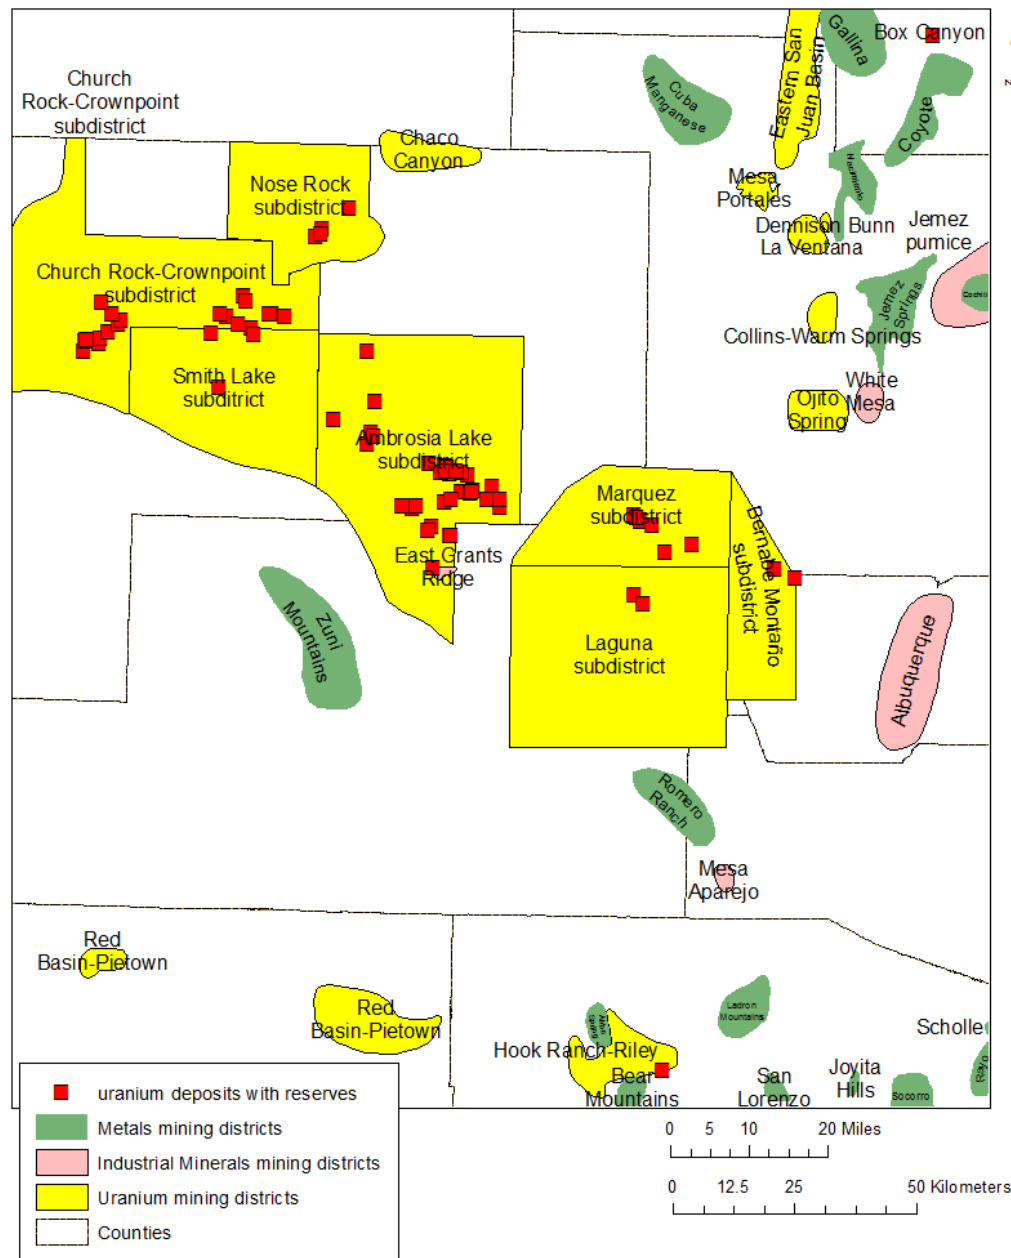 Church
Rock-Crownpoint
subdistrict
Chaco
Canyon
Cuba
Manganese
Eastern San
Juan Basin
Gallina
Box Canyon
Coyote
Nose Rock
subdistrict
Mesa
Portales
Nacimiento
Dennison Bunn
La Ventana
Jemez
pumice
Church Rock-Crownpoint
subdistrict
Jemez
Springs
Cochiti
Collins-Warm Springs
Smith Lake
subditrict
White
Mesa
Ojito
Spring
Ambrosia Lake
subdistrict
Marquez
subdistrict
Bernabe Montaño
subdistrict
East Grants
Ridge
Zuni
Mountains
Laguna
subdistrict
Albuquerque
Romero
Ranch
Mesa
Aparejo
Red
Basin-Pietown
Red
Basin-Pietown
Ladron
Mountains
Scholle
Hook Ranch-Riley
Bear
Mountains
San
Lorenzo
Joyita
Hills
Socorro
Rayo
uranium deposits with reserves
Metals mining districts
Industrial Minerals mining districts
Uranium mining districts
Counties
0 5 10 20 Miles
0 12.5 25 50 Kilometers